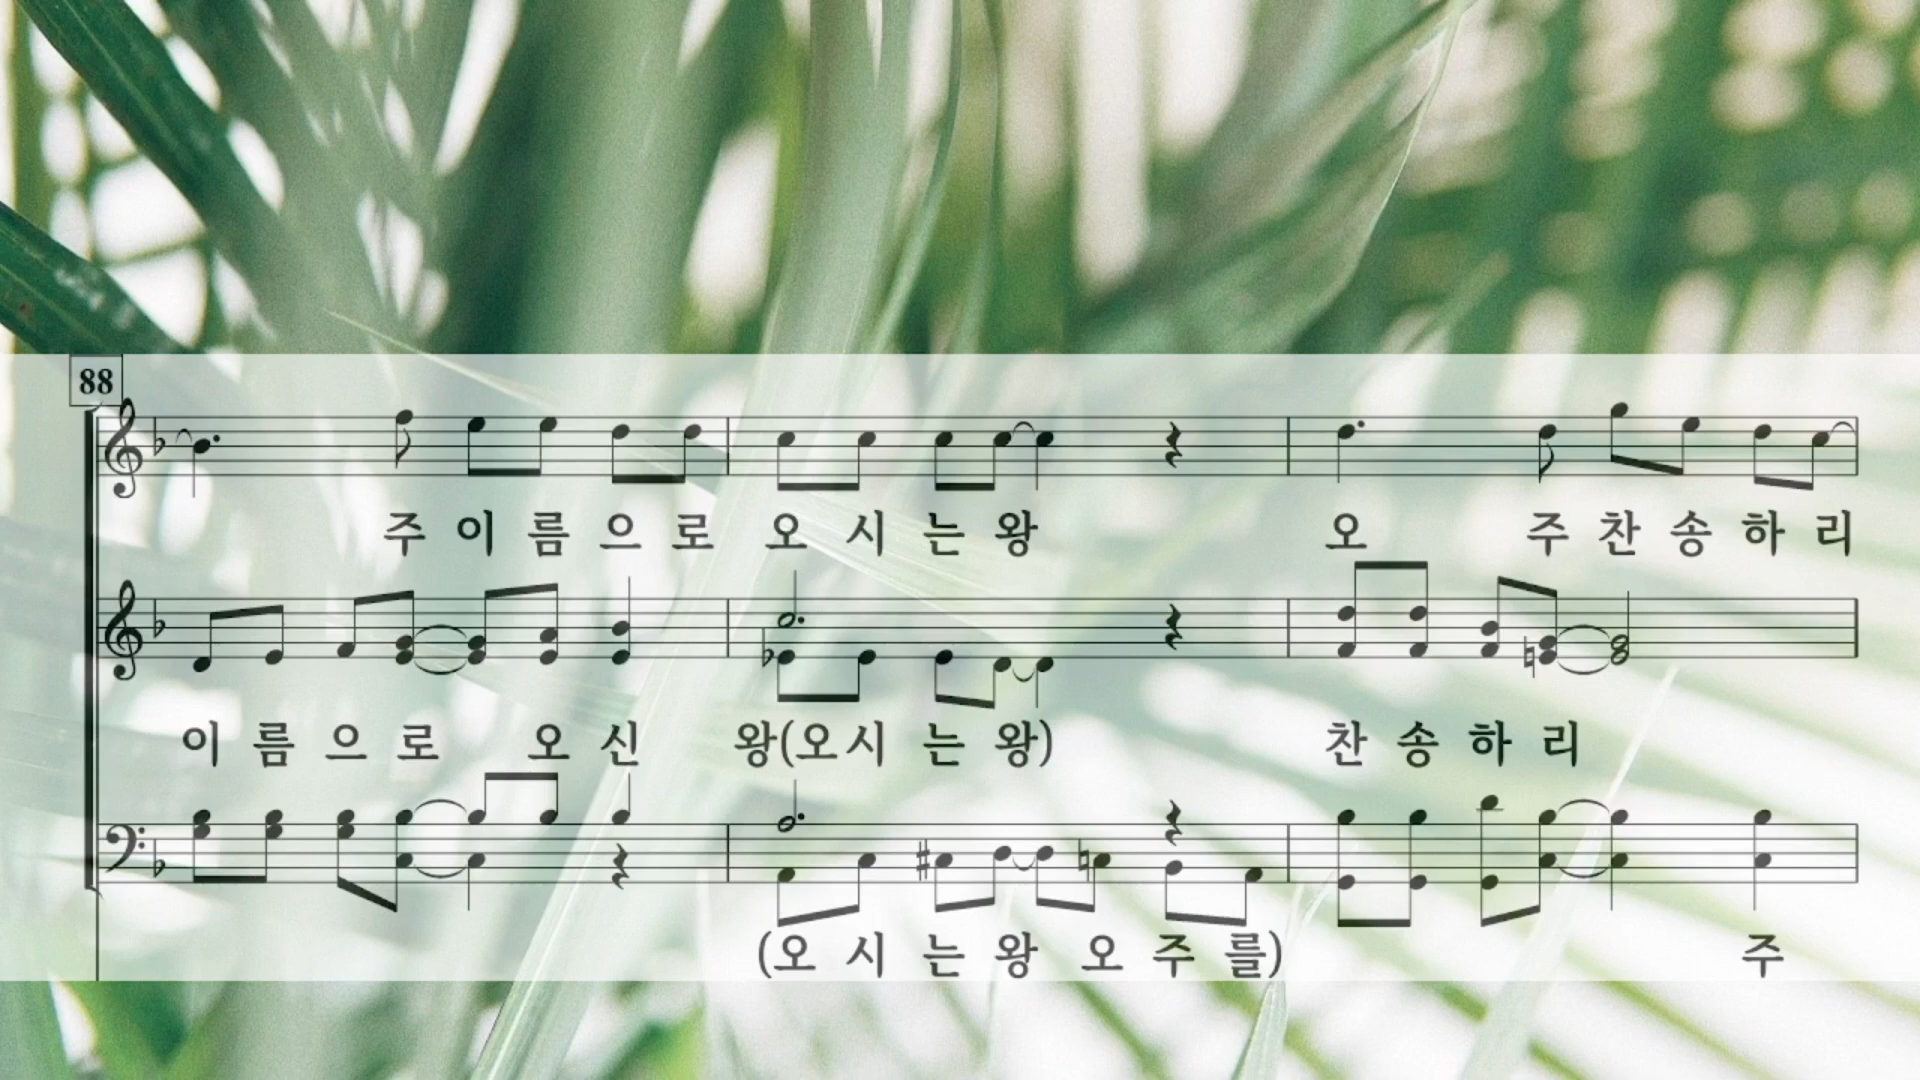 88
주 이 름 으 로 오 시 는 왕 오 주 찬 송 하 리
이 름 으 로 오 신 왕(오 시 는 왕) 찬 송 하 리
(오 시 는 왕 오 주 를) 주